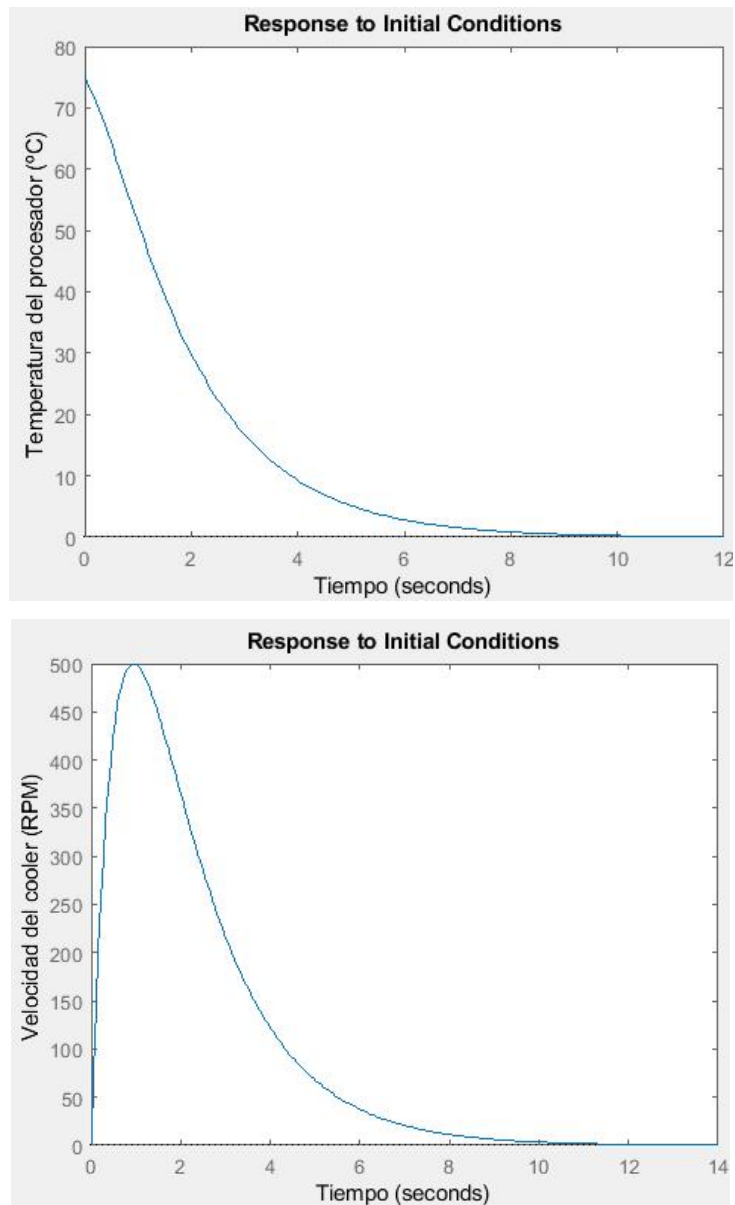 Response to Initial Conditions
80
70
60
50
40
30
20
10
0
Temperatura del procesador (ºC)
0 2 4 6 8 10 12
Tiempo (seconds)
Response to Initial Conditions
500
450
400
350
300
250
200
150
100
50
0
Velocidad del cooler (RPM)
0 2 4 6 8 10 12 14
Tiempo (seconds)